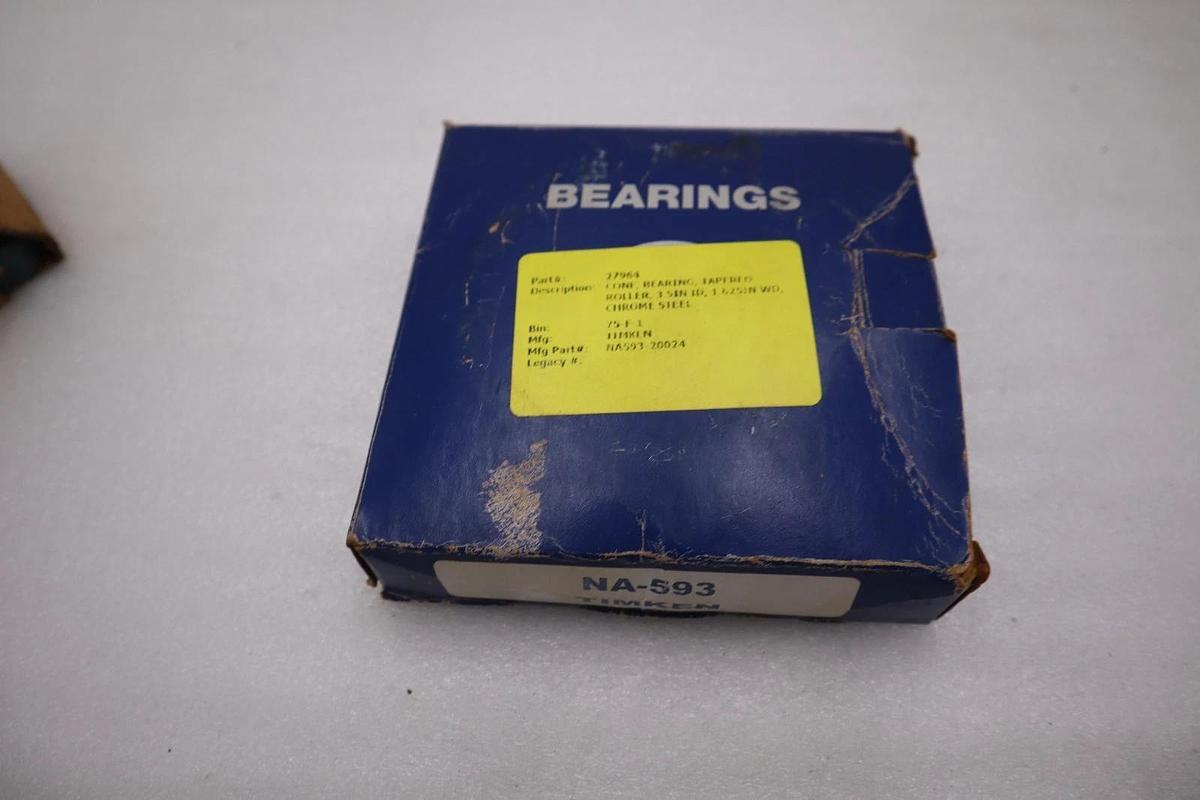 BEARINGS
Part#: 27964
Description: CONE, BEARING, TAPERED
ROLLER, 3.5IN ID, 1.625IN WD,
CHROME STEEL
Bin: 75-F-1
Mfg: TIMKEN
Mfg Part#: NA593-20024
Legacy #:
NA-593
TIMKEN